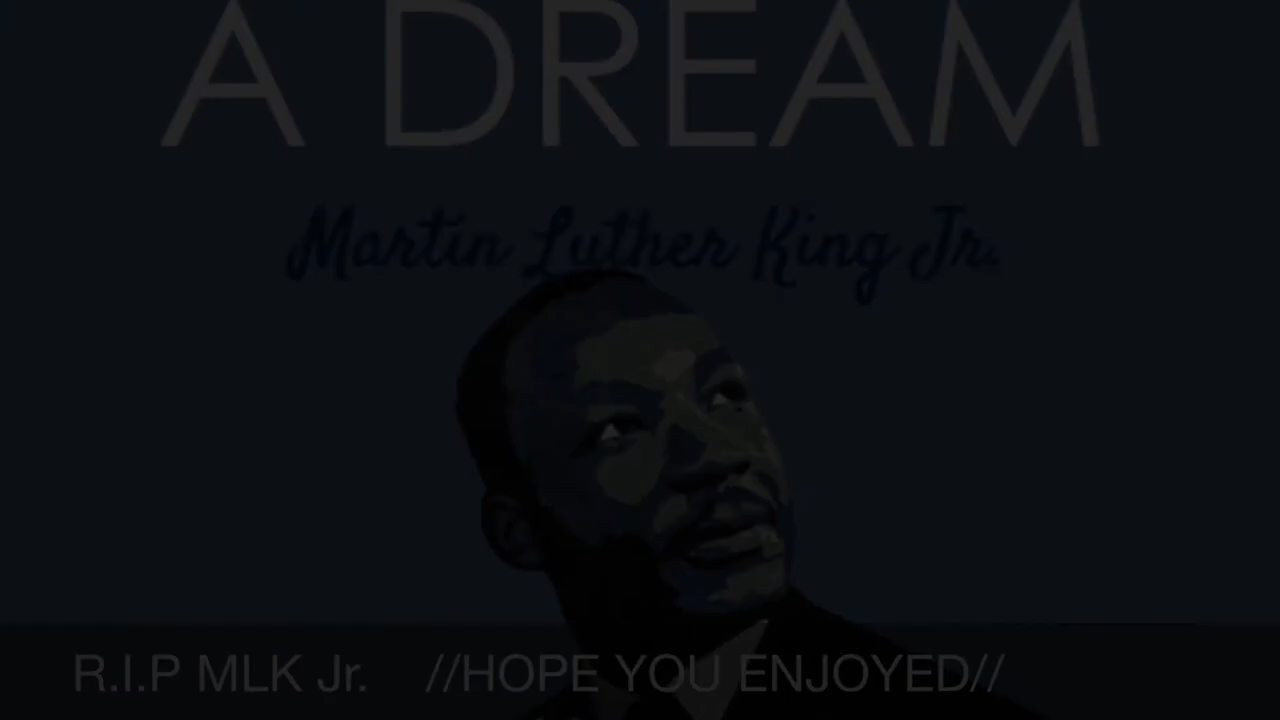 A DREAM
Martin Luther King Jr.
R.I.P MLK Jr. //HOPE YOU ENJOYED//